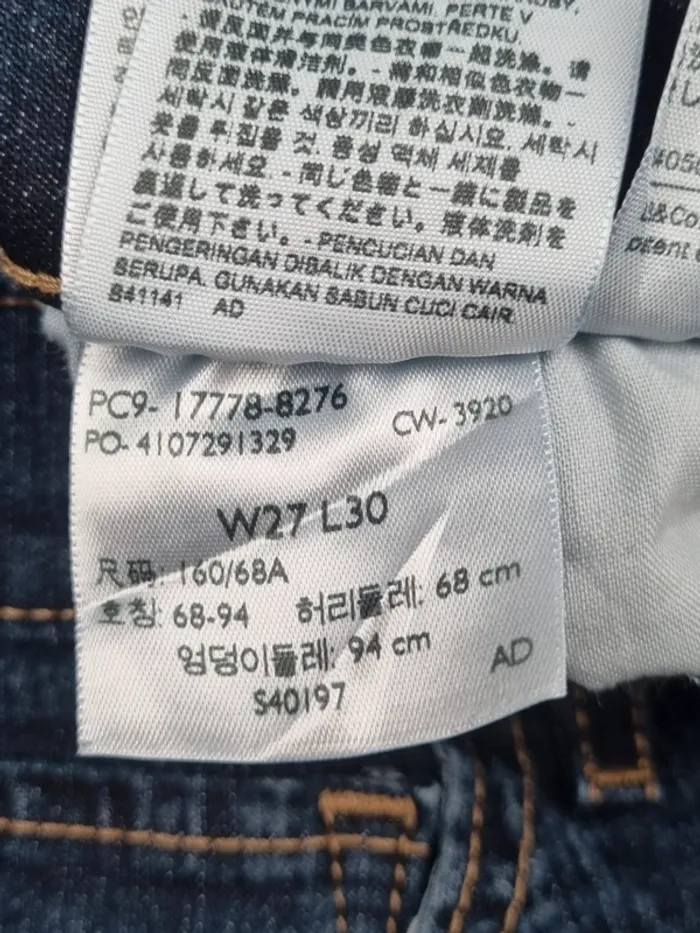 NÝMI BARVAMI. PERTE V
PRACÍM PROSTŘEDKU.
请反面并与同类色衣物一起洗涤。请
使用液体清洁剂。- 将和相似色衣物一
同反面洗滌。請用液體洗衣劑洗滌。-
세탁시 같은 색상끼리 하십시요. 세탁시
옷을 뒤집을 것. 중성 액체 세제를
사용하세요. - 同じ色物と一緒に製品を
裏返して洗ってください。液体洗剤を
ご使用下さい。- PENCUCIAN DAN
PENGERINGAN DIBALIK DENGAN WARNA
SERUPA. GUNAKAN SABUN CUCI CAIR.
S41141 AD
PC9- 17778-8276
CW- 3920
PO- 4107291329
W27 L30
尺码: 160/68A
호칭: 68-94 허리둘레: 68 cm
엉덩이둘레: 94 cm
AD
S40197